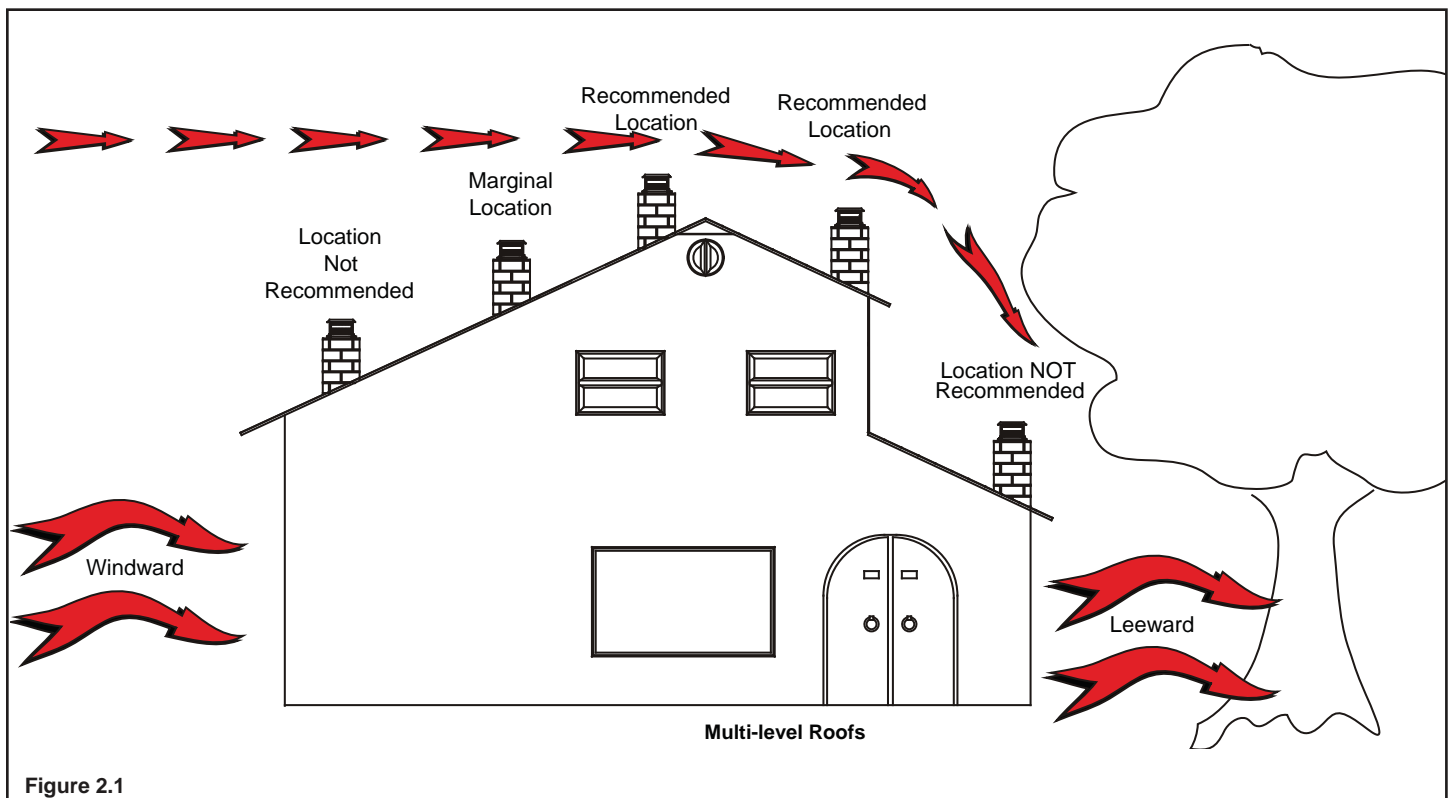 Recommended
Location
Recommended
Location
Marginal
Location
Location
Not
Recommended
Location NOT
Recommended
Windward
Leeward
Multi-level Roofs
Figure 2.1